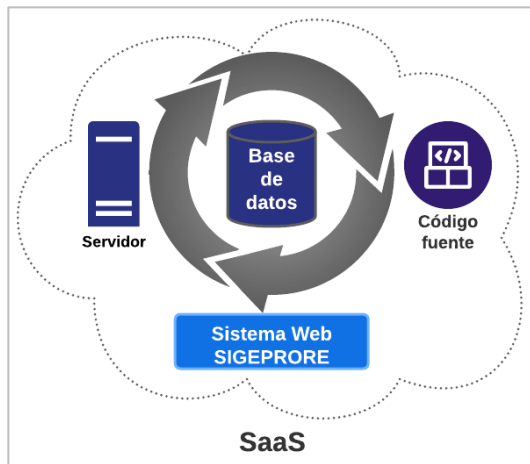 Base
de
datos
</>
Servidor
Código
fuente
Sistema Web
SIGEPRORE
SaaS